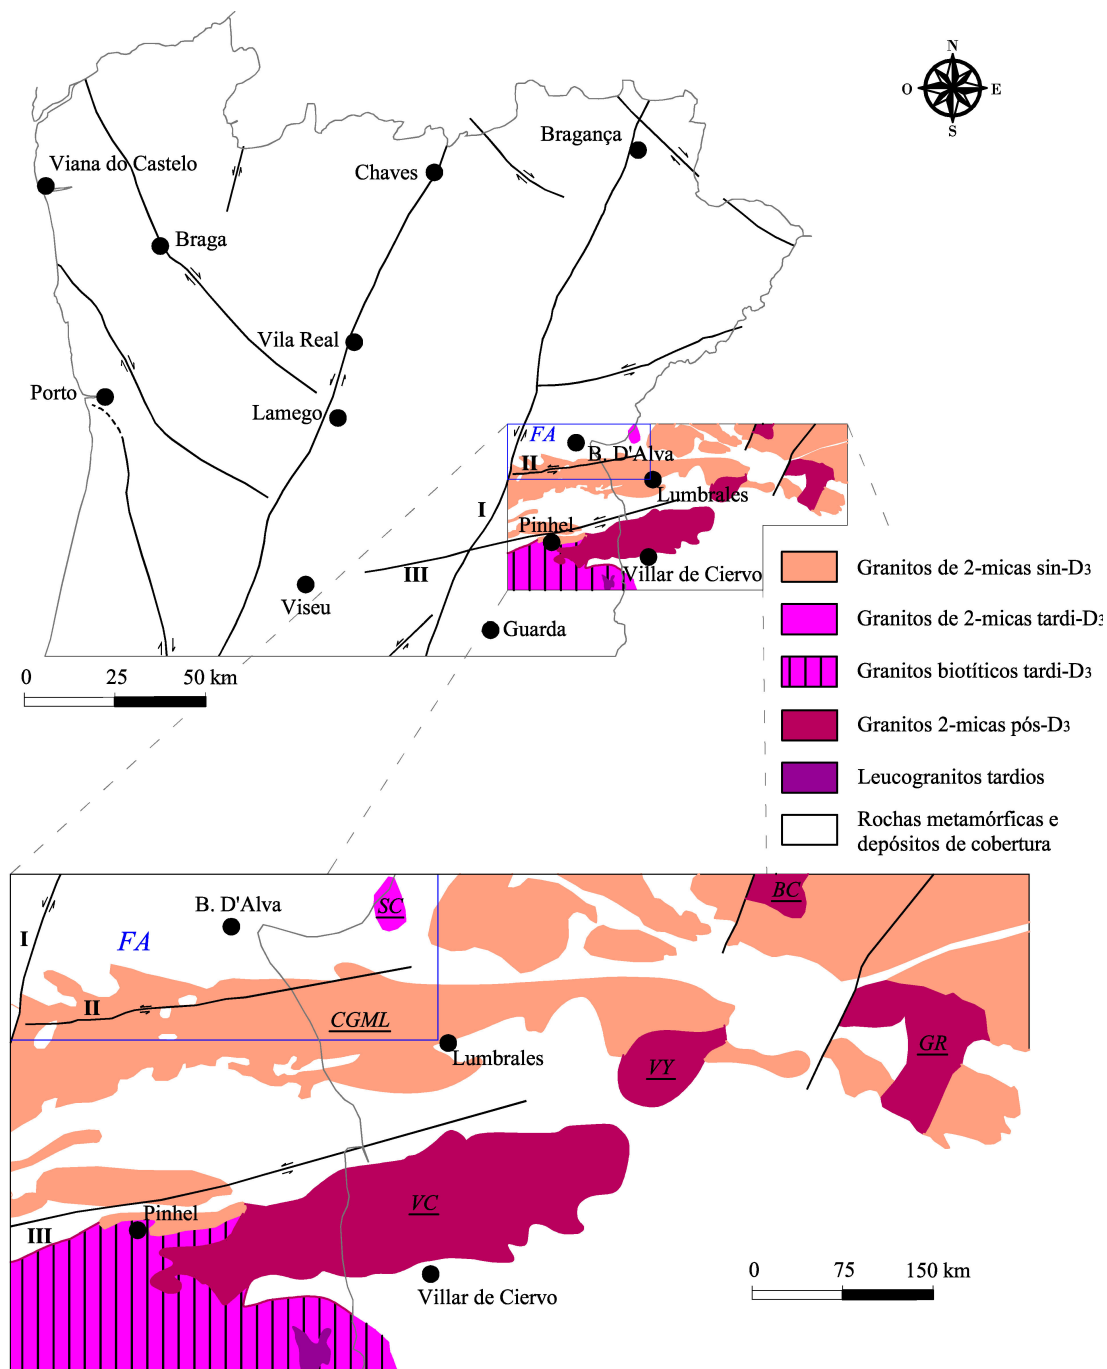 N
O
E
S
Bragança
Viana do Castelo
Chaves
Braga
Vila Real
Porto
Lamego
FA
B. D'Alva
II
Lumbrales
I
Pinhel
III
Villar de Ciervo
Viseu
Guarda
0 25 50 km
Granitos de 2-micas sin-D3
Granitos de 2-micas tardi-D3
Granitos biotíticos tardi-D3
Granitos 2-micas pós-D3
Leucogranitos tardios
Rochas metamórficas e
depósitos de cobertura
BC
SC
B. D'Alva
I
FA
II
CGML
Lumbrales
VY
GR
VC
Pinhel
III
Villar de Ciervo
0 75 150 km